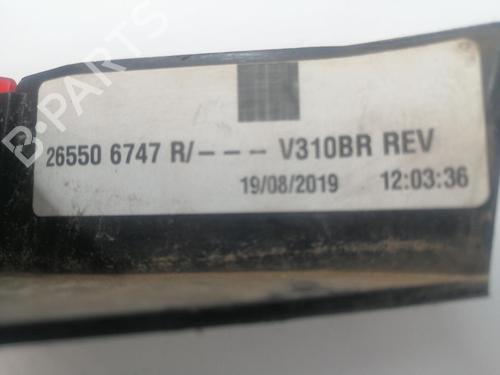 B-PARTS
26550 6747 R/- - - - V310BR REV
19/08/2019 12:03:36